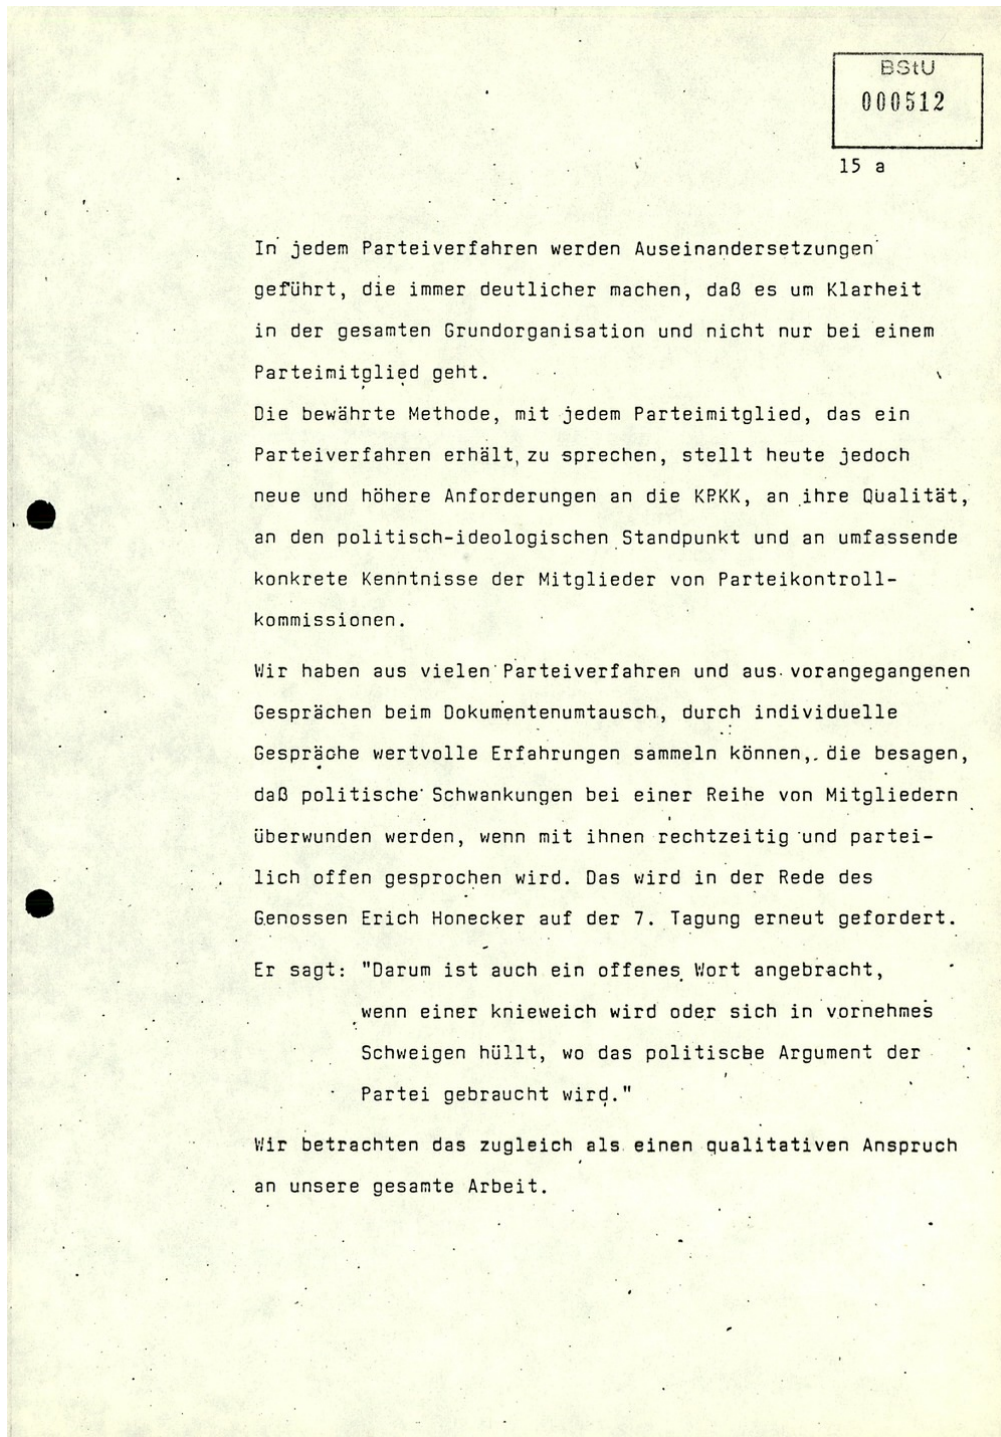 BStU
000512
15 a
In jedem Parteiverfahren werden Auseinandersetzungen
geführt, die immer deutlicher machen, daß es um Klarheit
in der gesamten Grundorganisation und nicht nur bei einem
Parteimitglied geht.
Die bewährte Methode, mit jedem Parteimitglied, das ein
Parteiverfahren erhält, zu sprechen, stellt heute jedoch
neue und höhere Anforderungen an die KPKK, an ihre Qualität,
an den politisch-ideologischen Standpunkt und an umfassende
konkrete Kenntnisse der Mitglieder von Parteikontroll-
kommissionen.
Wir haben aus vielen Parteiverfahren und aus vorangegangenen
Gesprächen beim Dokumentenumtausch, durch individuelle
Gespräche wertvolle Erfahrungen sammeln können, die besagen,
daß politische Schwankungen bei einer Reihe von Mitgliedern
überwunden werden, wenn mit ihnen rechtzeitig und partei-
lich offen gesprochen wird. Das wird in der Rede des
Genossen Erich Honecker auf der 7. Tagung erneut gefordert.
Er sagt: "Darum ist auch ein offenes Wort angebracht,
wenn einer knieweich wird oder sich in vornehmes
Schweigen hüllt, wo das politische Argument der
Partei gebraucht wird."
Wir betrachten das zugleich als einen qualitativen Anspruch
an unsere gesamte Arbeit.